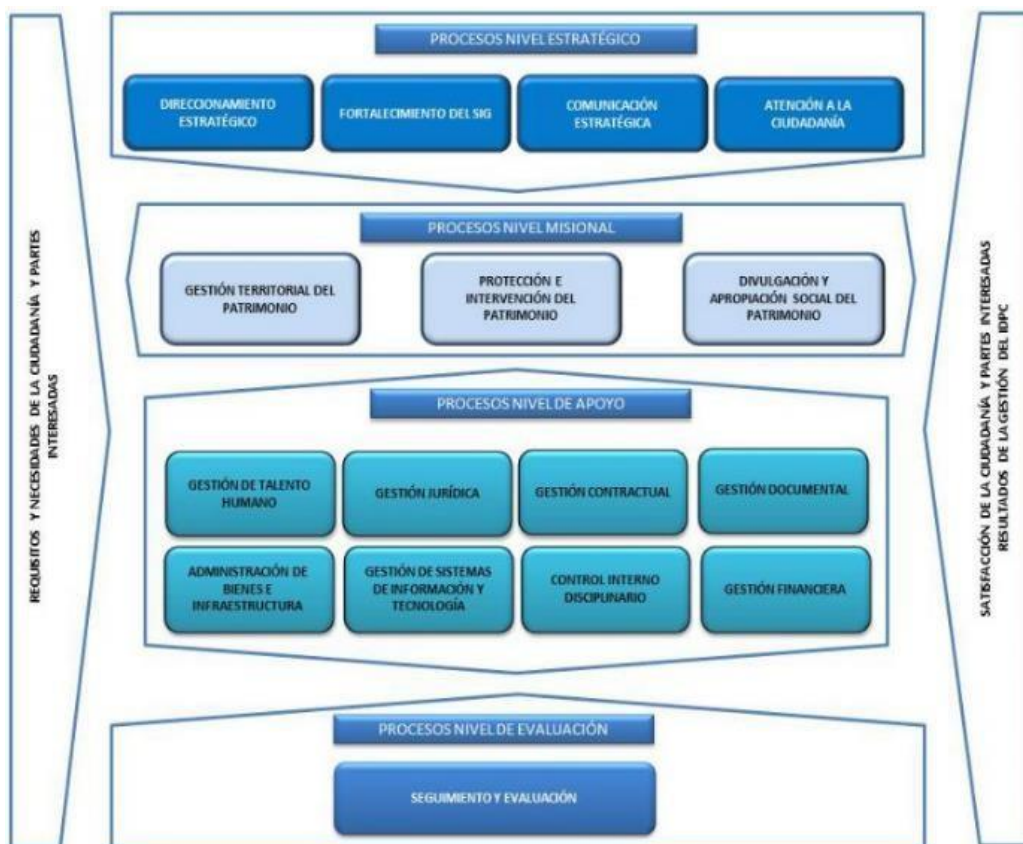 REQUISITOS Y NECESIDADES DE LA CIUDADANÍA Y PARTES
INTERESADAS
PROCESOS NIVEL ESTRATÉGICO
DIRECCIONAMIENTO
ESTRATÉGICO
FORTALECIMIENTO DEL SIG
COMUNICACIÓN
ESTRATÉGICA
ATENCIÓN A LA
CIUDADANÍA
PROCESOS NIVEL MISIONAL
GESTIÓN TERRITORIAL DEL
PATRIMONIO
PROTECCIÓN E
INTERVENCIÓN DEL
PATRIMONIO
DIVULGACIÓN Y
APROPIACIÓN SOCIAL DEL
PATRIMONIO
PROCESOS NIVEL DE APOYO
GESTIÓN DE TALENTO
HUMANO
GESTIÓN JURÍDICA
GESTIÓN CONTRACTUAL
GESTIÓN DOCUMENTAL
ADMINISTRACIÓN DE
BIENES E
INFRAESTRUCTURA
GESTIÓN DE SISTEMAS
DE INFORMACIÓN Y
TECNOLOGÍA
CONTROL INTERNO
DISCIPLINARIO
GESTIÓN FINANCIERA
PROCESOS NIVEL DE EVALUACIÓN
SEGUIMIENTO Y EVALUACIÓN
SATISFACCIÓN DE LA CIUDADANÍA Y PARTES INTERESADAS
RESULTADOS DE LA GESTIÓN DEL IDPC